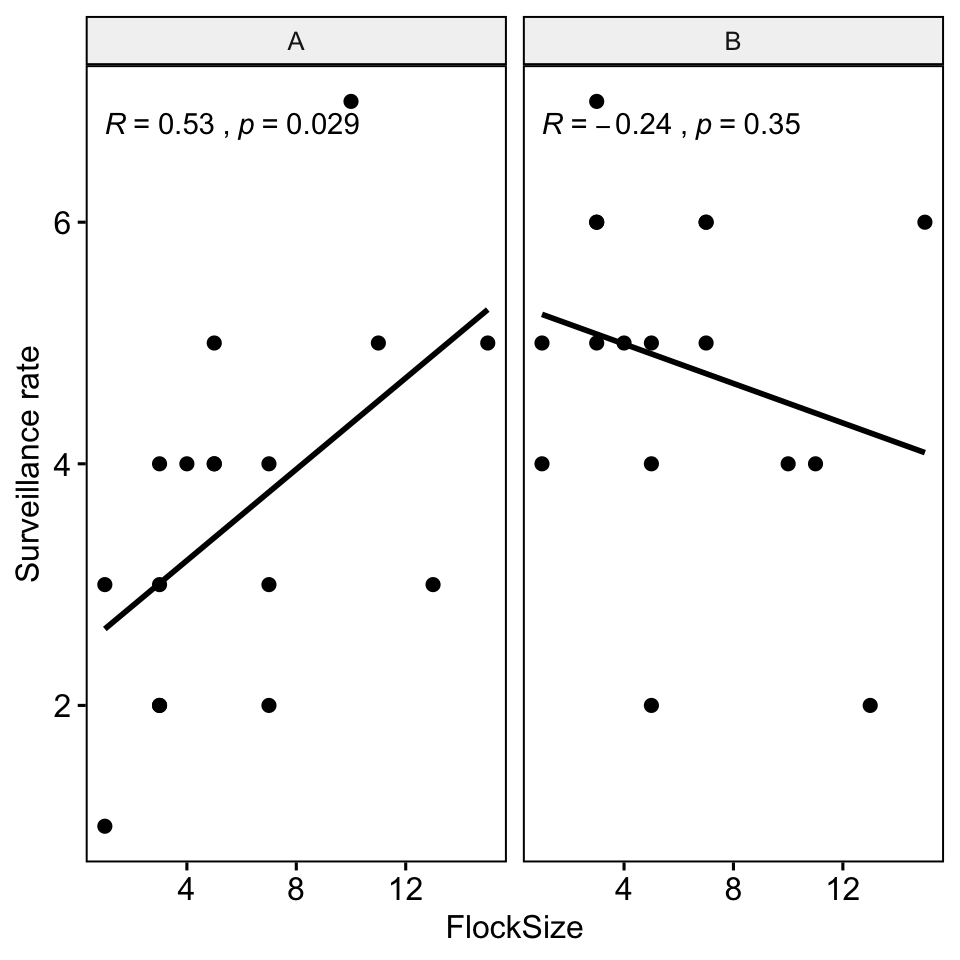 A
B
R = 0.53 , p = 0.029
R = −0.24 , p = 0.35
6
4
2
Surveillance rate
4 8 12
4 8 12
FlockSize